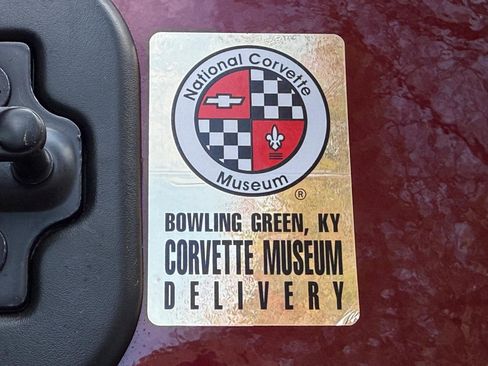 National Corvette
Museum
®
BOWLING GREEN, KY
CORVETTE MUSEUM
DELIVERY